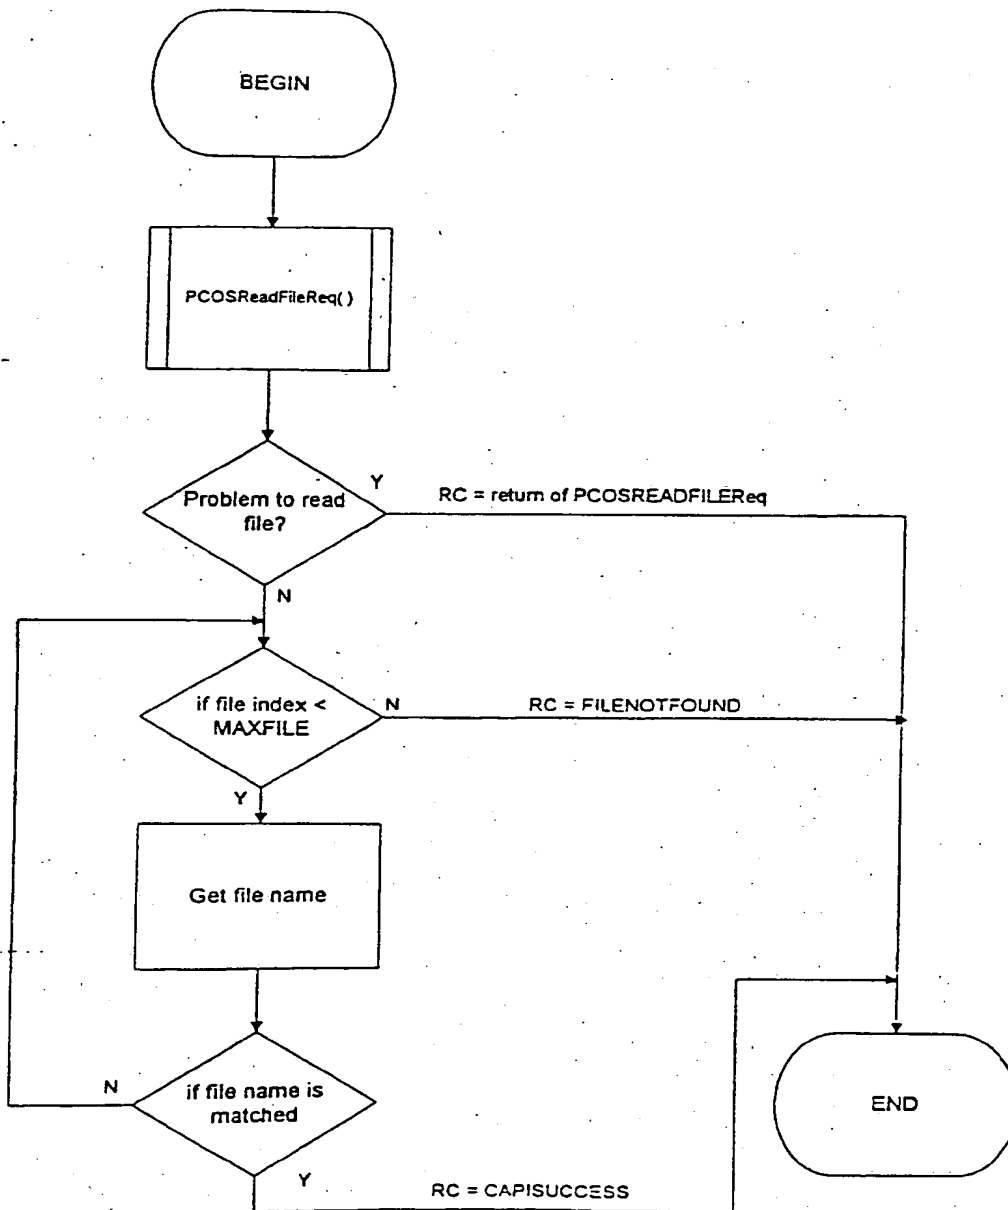 BEGIN
PCOSReadFileReq()
Problem to read
file?
Y
RC = return of PCOSREADFILEReq
N
if file index <
MAXFILE
N
RC = FILENOTFOUND
Y
Get file name
if file name is
matched
N
END
Y
RC = CAPISUCCESS